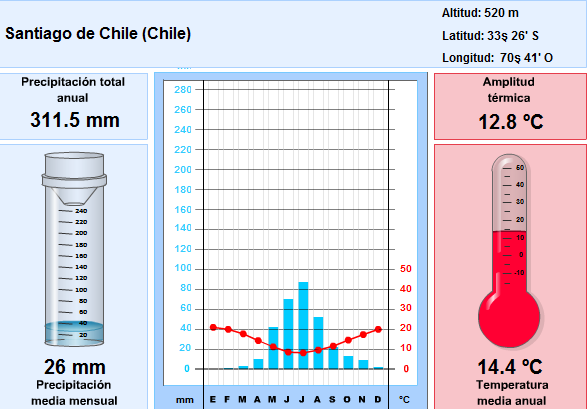 Santiago de Chile (Chile)
Altitud: 520 m
Latitud: 33ş 26' S
Longitud: 70ş 41' O
Precipitación total
anual
311.5 mm
Amplitud
térmica
12.8 ºC
280
260
240
220
200
180
160
140
120
100
80
60
40
20
0
50
40
30
20
10
0
mm E F M A M J J A S O N D ºC
240
220
200
180
160
140
120
100
80
60
40
20
26 mm
Precipitación
media mensual
60
50
40
30
20
10
0
-10
14.4 ºC
Temperatura
media anual